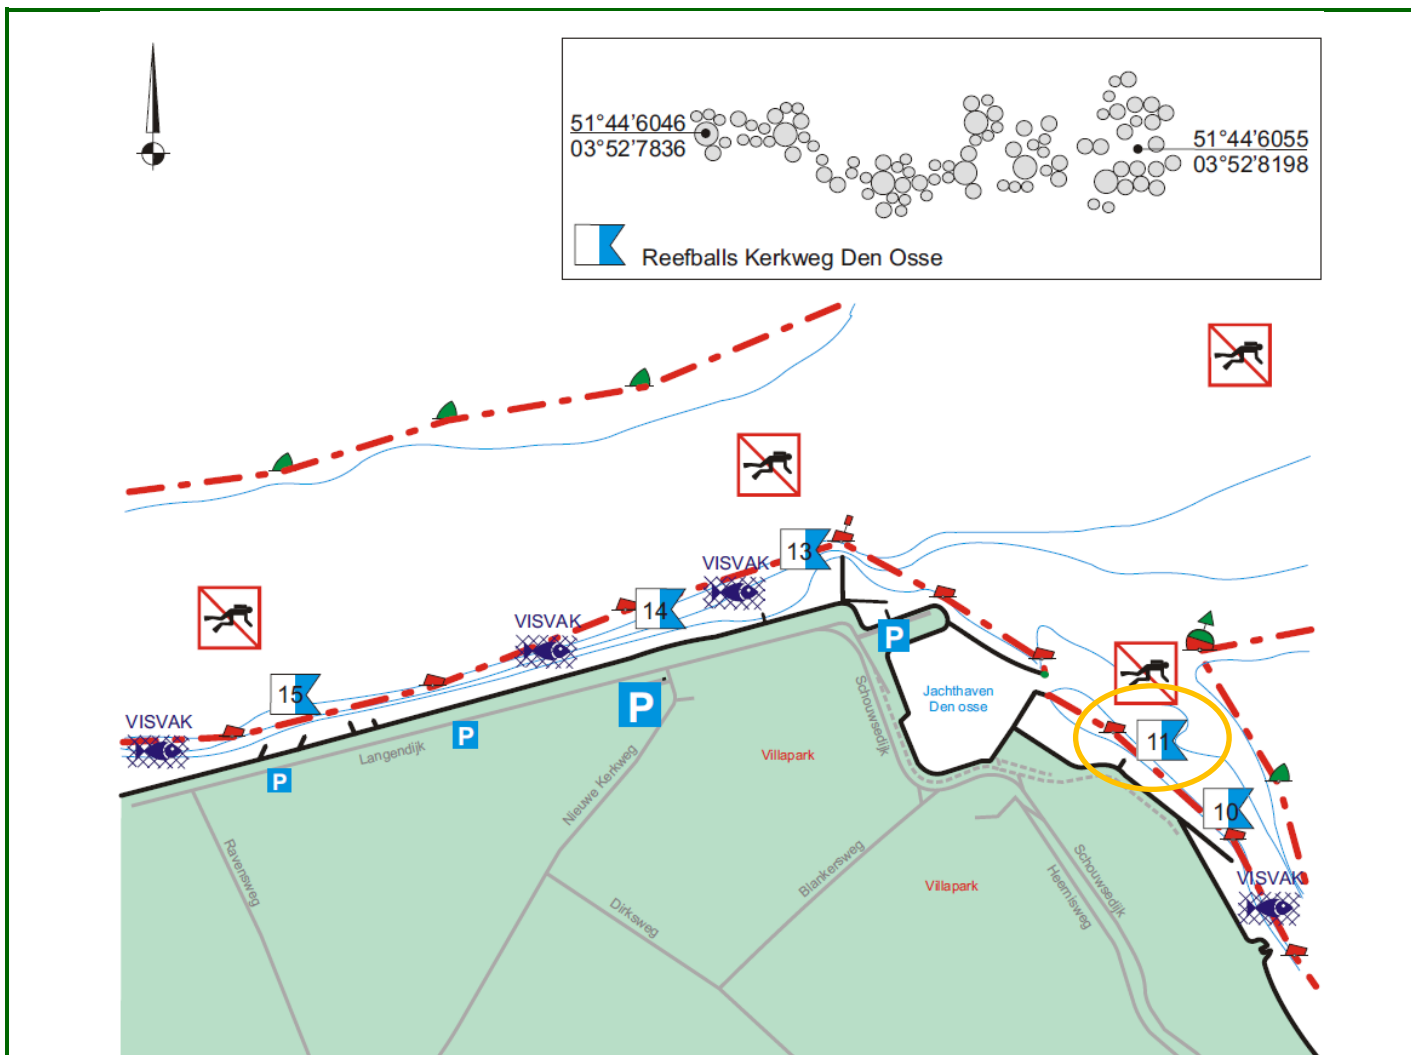 51°44'6046
03°52'7836
51°44'6055
03°52'8198
Reefballs Kerkweg Den Osse
13
VISVAK
14
VISVAK
15
VISVAK
P
P
P
P
Jachthaven
Den osse
Schouwsedijk
Langendijk
Nieuwe Kerkweg
Villapark
11
10
Ravensweg
Blankersweg
Dirksweg
Villapark
Schouwsedijk
Heernisweg
VISVAK